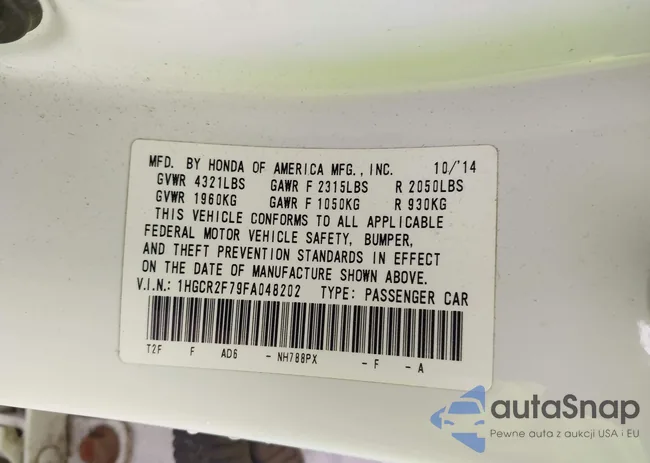 MFD. BY HONDA OF AMERICA MFG., INC. 10/'14
GVWR 4321LBS GAWR F 2315LBS R 2050LBS
GVWR 1960KG GAWR F 1050KG R 930KG
THIS VEHICLE CONFORMS TO ALL APPLICABLE
FEDERAL MOTOR VEHICLE SAFETY, BUMPER,
AND THEFT PREVENTION STANDARDS IN EFFECT
ON THE DATE OF MANUFACTURE SHOWN ABOVE.
V.I.N.: 1HGCR2F79FA048202 TYPE: PASSENGER CAR
T2F F AD6 - NH788PX - F - A
autaSnap
Pewne auta z aukcji USA i EU